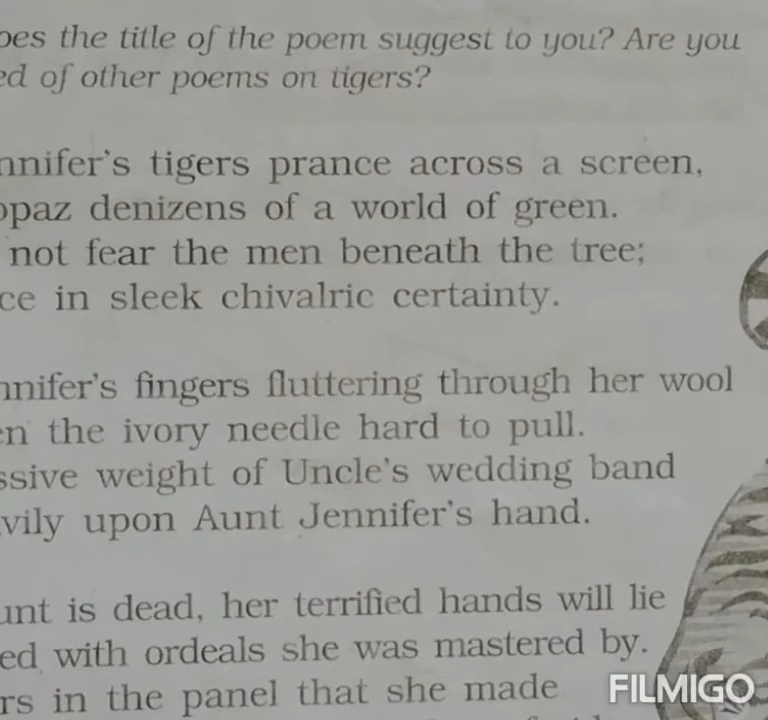 oes the title of the poem suggest to you? Are you
ed of other poems on tigers?
nnifer's tigers prance across a screen,
opaz denizens of a world of green.
not fear the men beneath the tree;
ce in sleek chivalric certainty.
nnifer's fingers fluttering through her wool
en the ivory needle hard to pull.
ssive weight of Uncle's wedding band
vily upon Aunt Jennifer's hand.
unt is dead, her terrified hands will lie
ed with ordeals she was mastered by.
rs in the panel that she made
FILMIGO